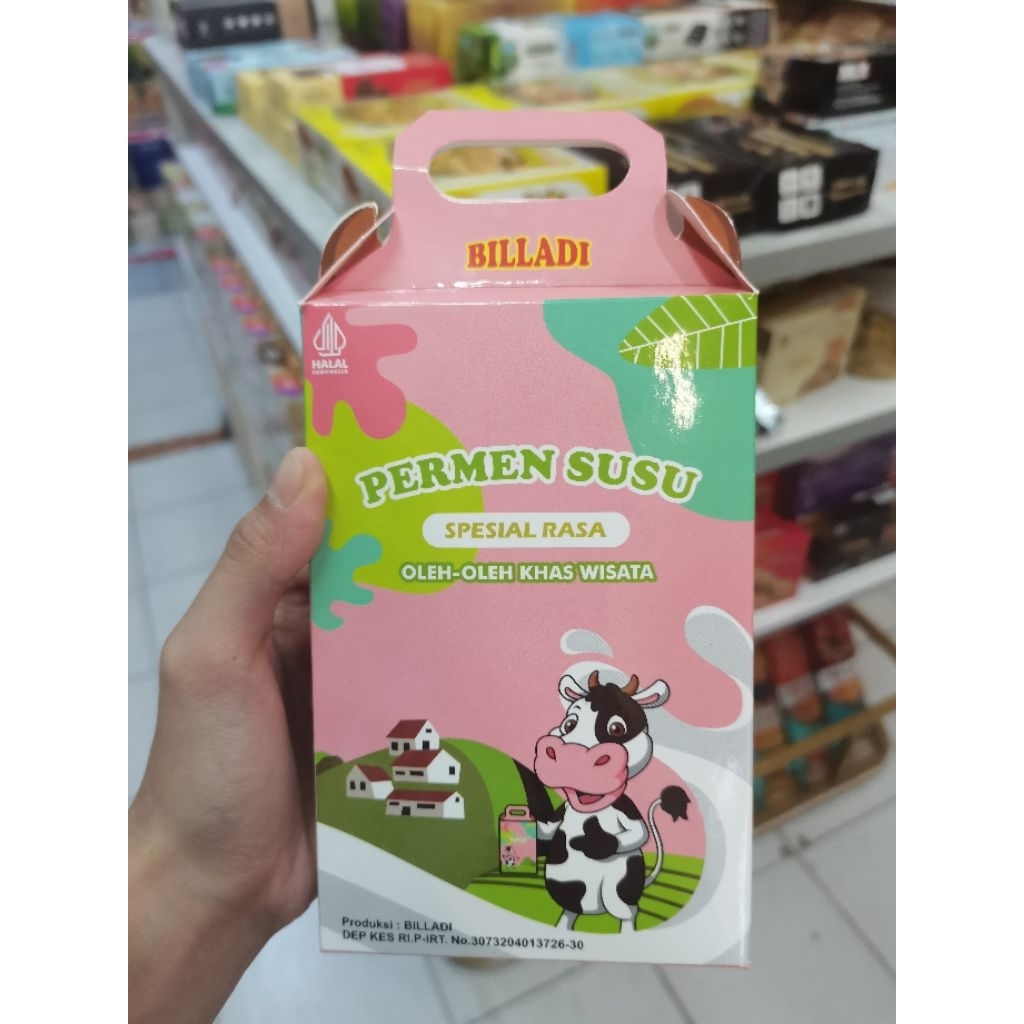 BILLADI
HALAL
INDONESIA
PERMEN SUSU
SPESIAL RASA
OLEH-OLEH KHAS WISATA
Produksi : BILLADI
DEP KES RI.P-IRT. No.3073204013726-30